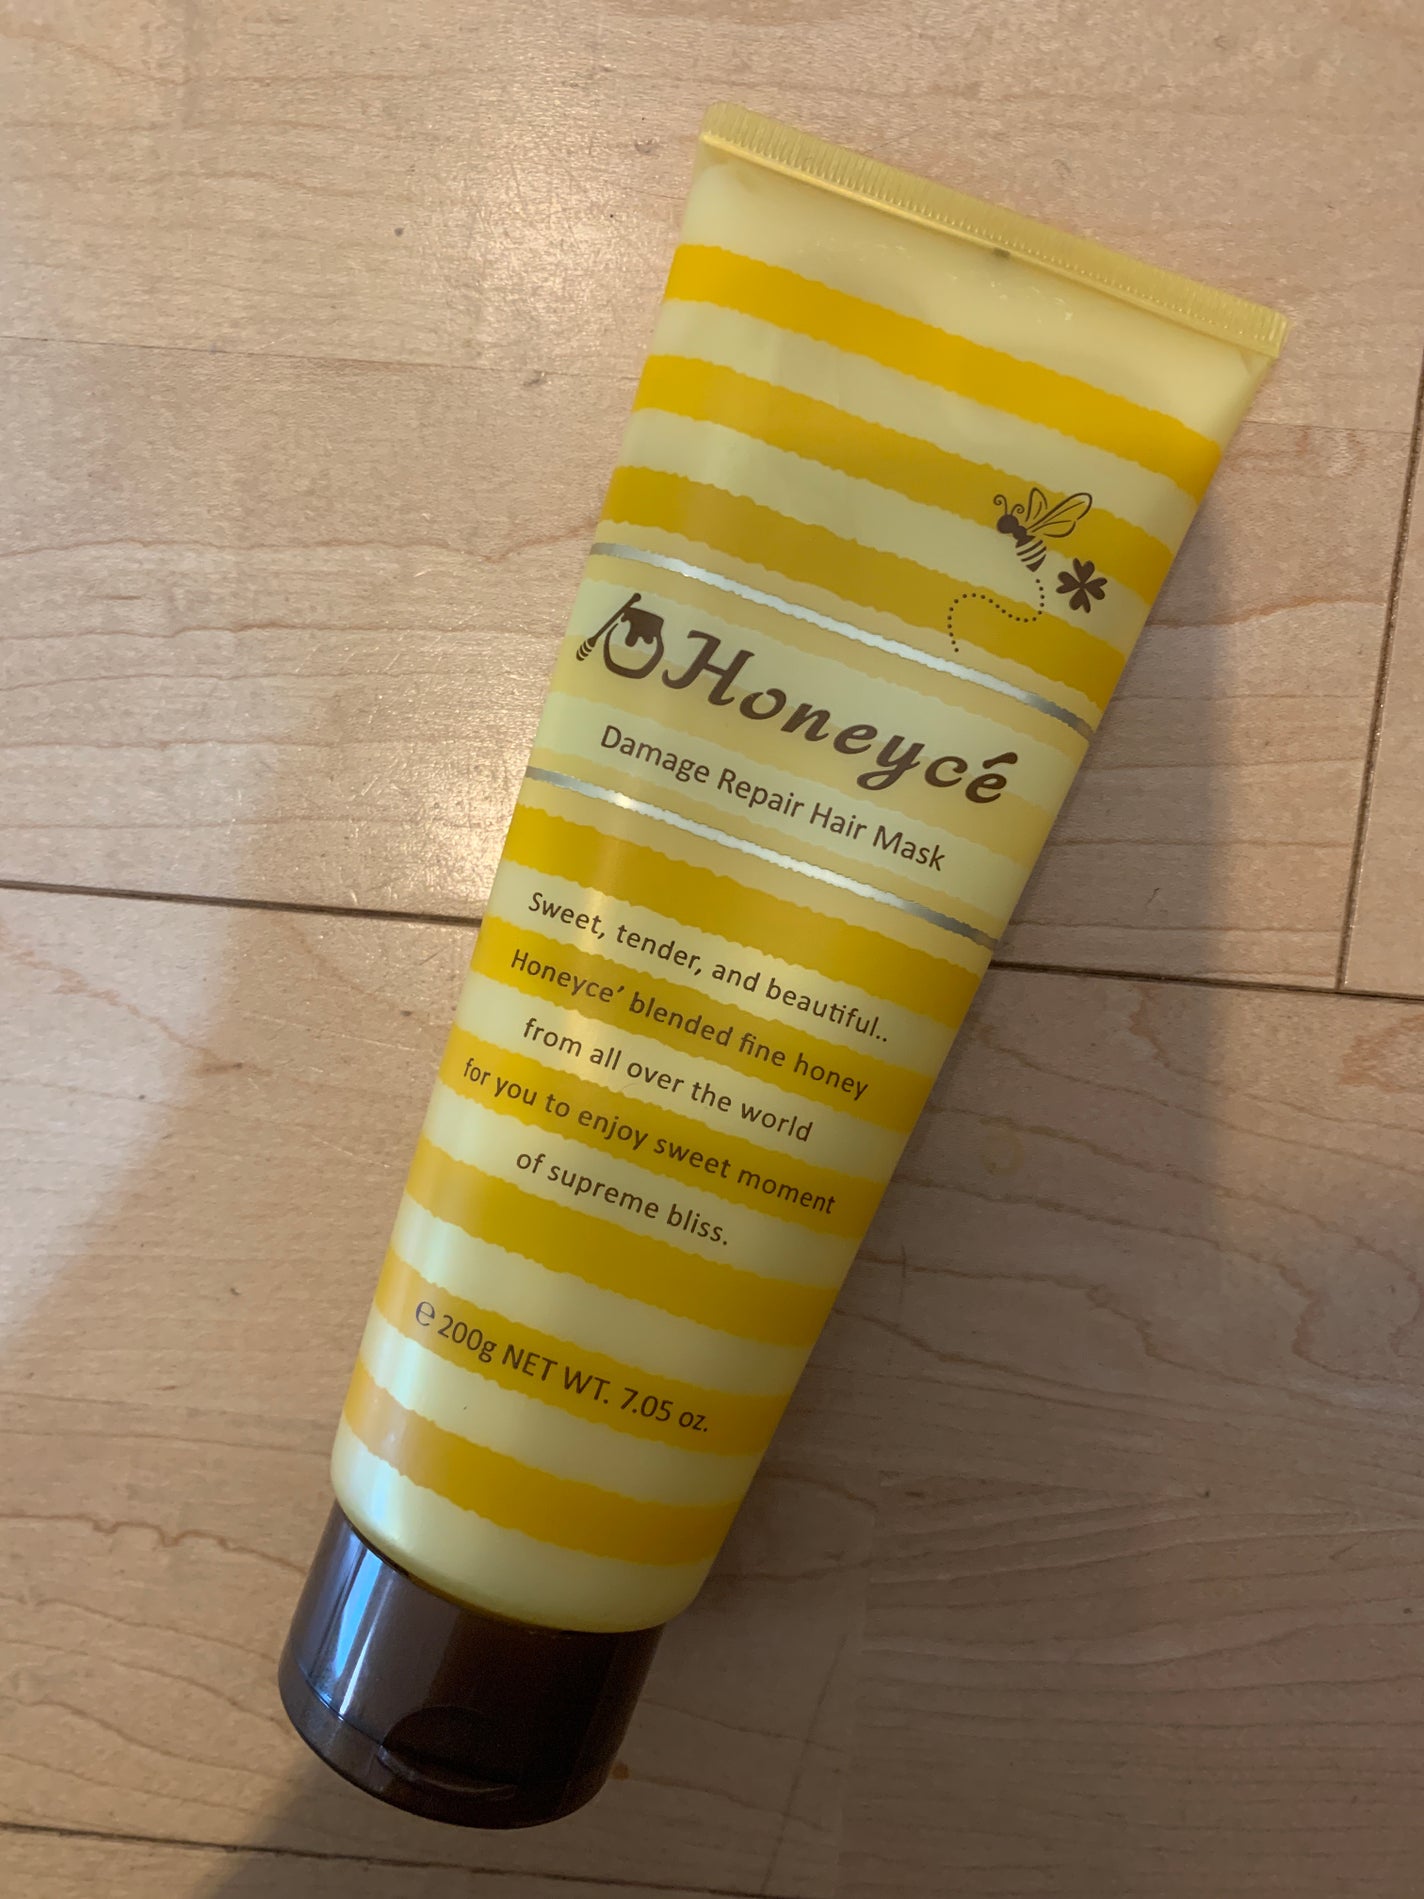 Honeycé
Damage Repair Hair Mask
Sweet, tender, and beautiful..
Honeyce' blended fine honey
from all over the world
for you to enjoy sweet moment
of supreme bliss.
℮ 200g NET WT. 7.05 oz.